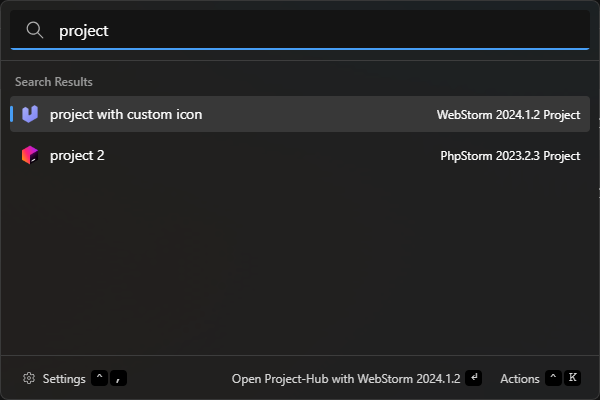 project
Search Results
project with custom icon WebStorm 2024.1.2 Project
project 2 PhpStorm 2023.2.3 Project
Settings ^ , Open Project-Hub with WebStorm 2024.1.2 ↵ Actions ^ K